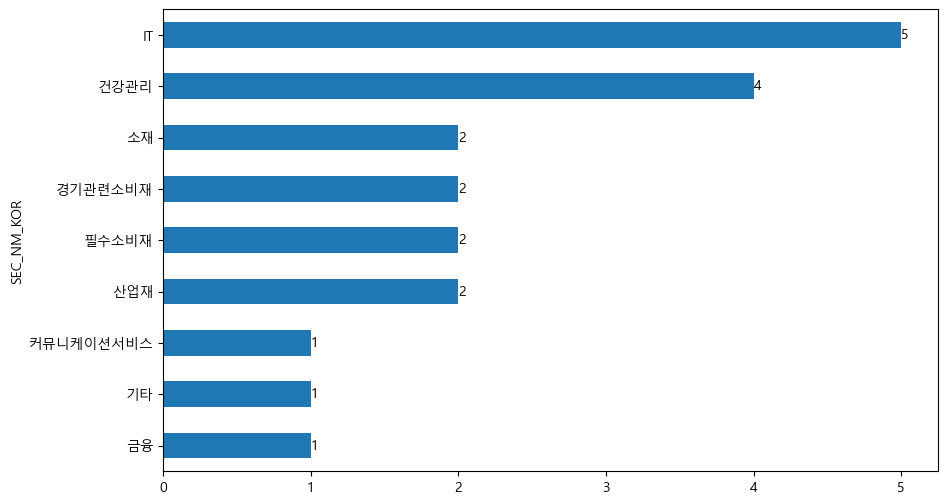 SEC_NM_KOR
IT 5
건강관리 4
소재 2
경기관련소비재 2
필수소비재 2
산업재 2
커뮤니케이션서비스 1
기타 1
금융 1
0 1 2 3 4 5